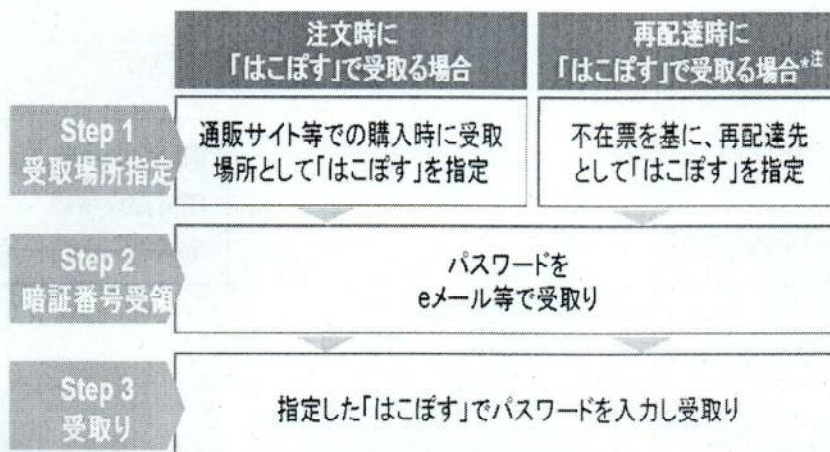 注文時に
「はこぽす」で受取る場合
再配達時に
「はこぽす」で受取る場合*注
Step 1
受取場所指定
通販サイト等での購入時に受取
場所として「はこぽす」を指定
不在票を基に、再配達先
として「はこぽす」を指定
Step 2
暗証番号受領
パスワードを
eメール等で受取り
Step 3
受取り
指定した「はこぽす」でパスワードを入力し受取り